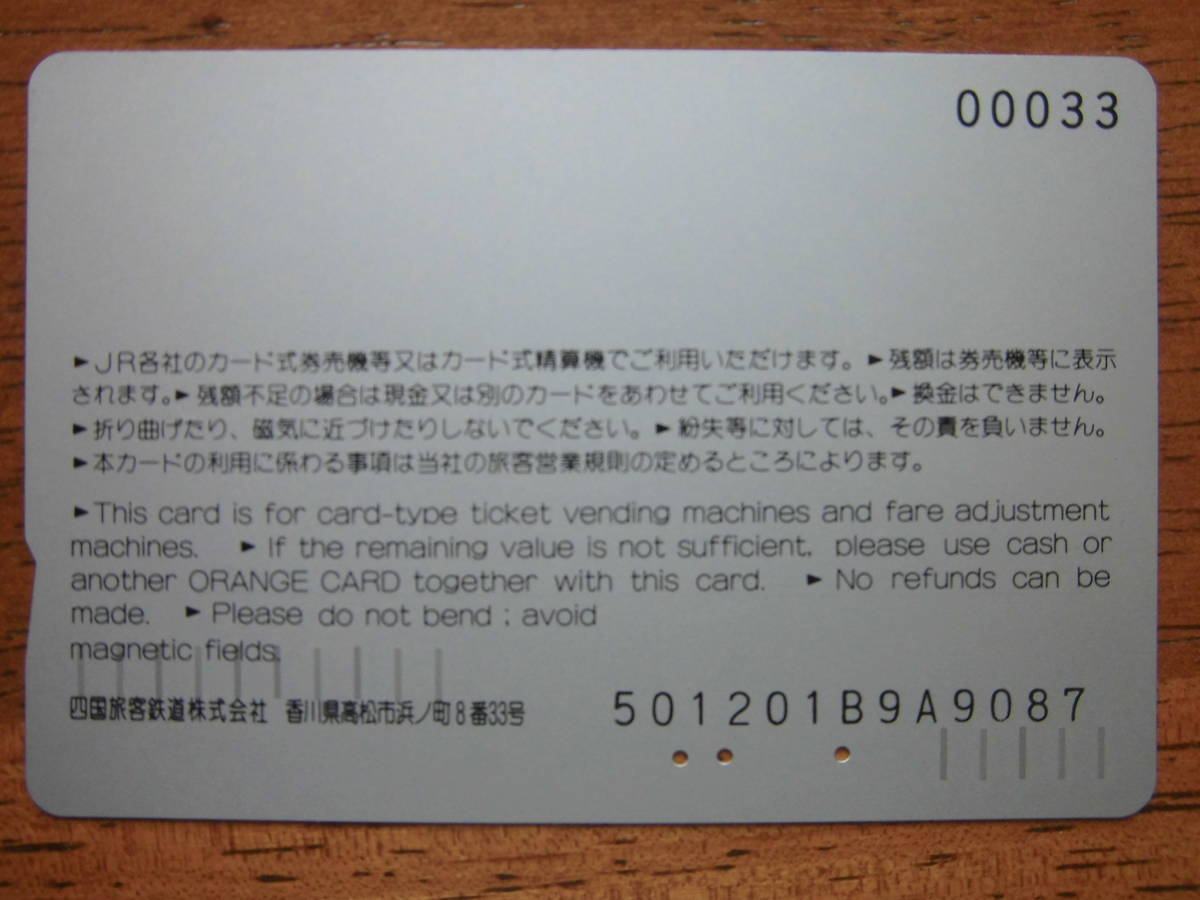 00033
►JR各社のカード式券売機等又はカード式精算機でご利用いただけます。►残額は券売機等に表示
されます。►残額不足の場合は現金又は別のカードをあわせてご利用ください。►換金はできません。
►折り曲げたり、磁気に近づけたりしないでください。►紛失等に対しては、その責を負いません。
►本カードの利用に係わる事項は当社の旅客営業規則の定めるところによります。
►This card is for card-type ticket vending machines and fare adjustment
machines. ►If the remaining value is not sufficient, please use cash or
another ORANGE CARD together with this card. ►No refunds can be
made. ►Please do not bend; avoid
magnetic fields.
四国旅客鉄道株式会社 香川県高松市浜ノ町8番33号
501201B9A9087